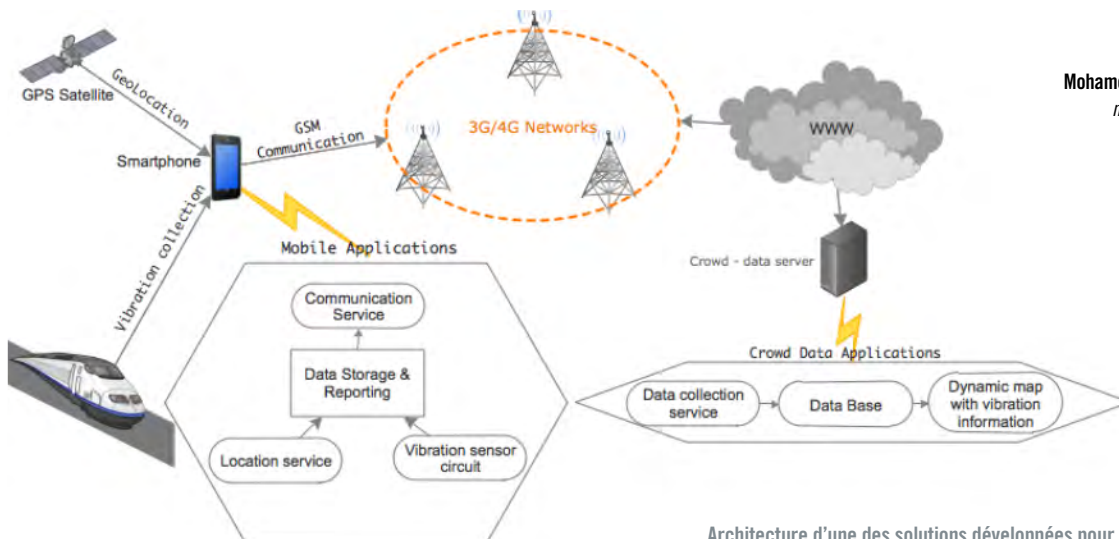 GPS Satellite
GeoLocation
Smartphone
GSM
Communication
3G/4G Networks
WWW
Vibration collection
Crowd - data server
Mobile Applications
Communication
Service
Data Storage &
Reporting
Location service
Vibration sensor
circuit
Crowd Data Applications
Data collection
service
Data Base
Dynamic map
with vibration
information
Architecture d'une des solutions développées pour